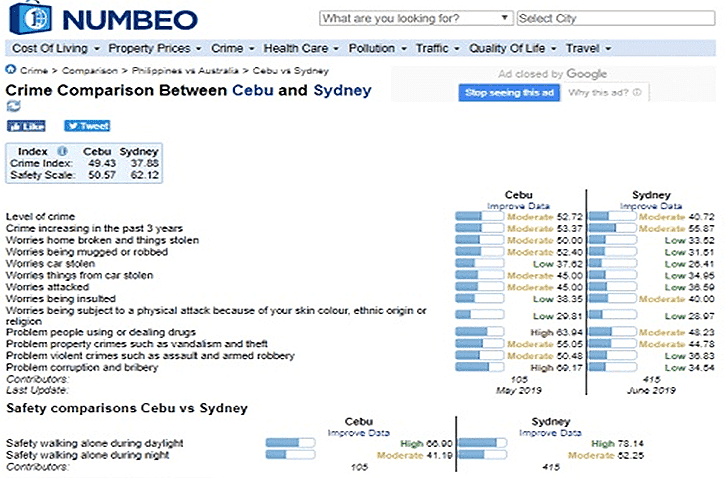 NUMBEO
What are you looking for? Select City
Cost Of Living Property Prices Crime Health Care Pollution Traffic Quality Of Life Travel
Crime > Comparison > Philippines vs Australia > Cebu vs Sydney
Crime Comparison Between Cebu and Sydney
Ad closed by Google
Stop seeing this ad Why this ad?
Like Tweet
Index Cebu Sydney
Crime Index: 49.43 37.88
Safety Scale: 50.57 62.12
Cebu Sydney
Improve Data Improve Data
Level of crime Moderate 52.72 Moderate 40.72
Crime increasing in the past 3 years Moderate 53.37 Moderate 55.87
Worries home broken and things stolen Moderate 50.00 Low 33.52
Worries being mugged or robbed Moderate 52.40 Low 31.51
Worries car stolen Low 37.62 Low 26.41
Worries things from car stolen Moderate 45.00 Low 34.95
Worries attacked Moderate 45.00 Low 36.59
Worries being insulted Low 38.35 Moderate 40.00
Worries being subject to a physical attack because of your skin colour, ethnic origin or
religion Low 29.81 Low 28.97
Problem people using or dealing drugs High 63.94 Moderate 48.23
Problem property crimes such as vandalism and theft Moderate 55.05 Moderate 44.78
Problem violent crimes such as assault and armed robbery Moderate 50.48 Low 36.83
Problem corruption and bribery High 69.17 Low 34.54
Contributors: 105 415
Last Update: May 2019 June 2019
Safety comparisons Cebu vs Sydney
Cebu Sydney
Improve Data Improve Data
Safety walking alone during daylight High 66.90 High 78.14
Safety walking alone during night Moderate 41.19 Moderate 52.25
Contributors: 105 415